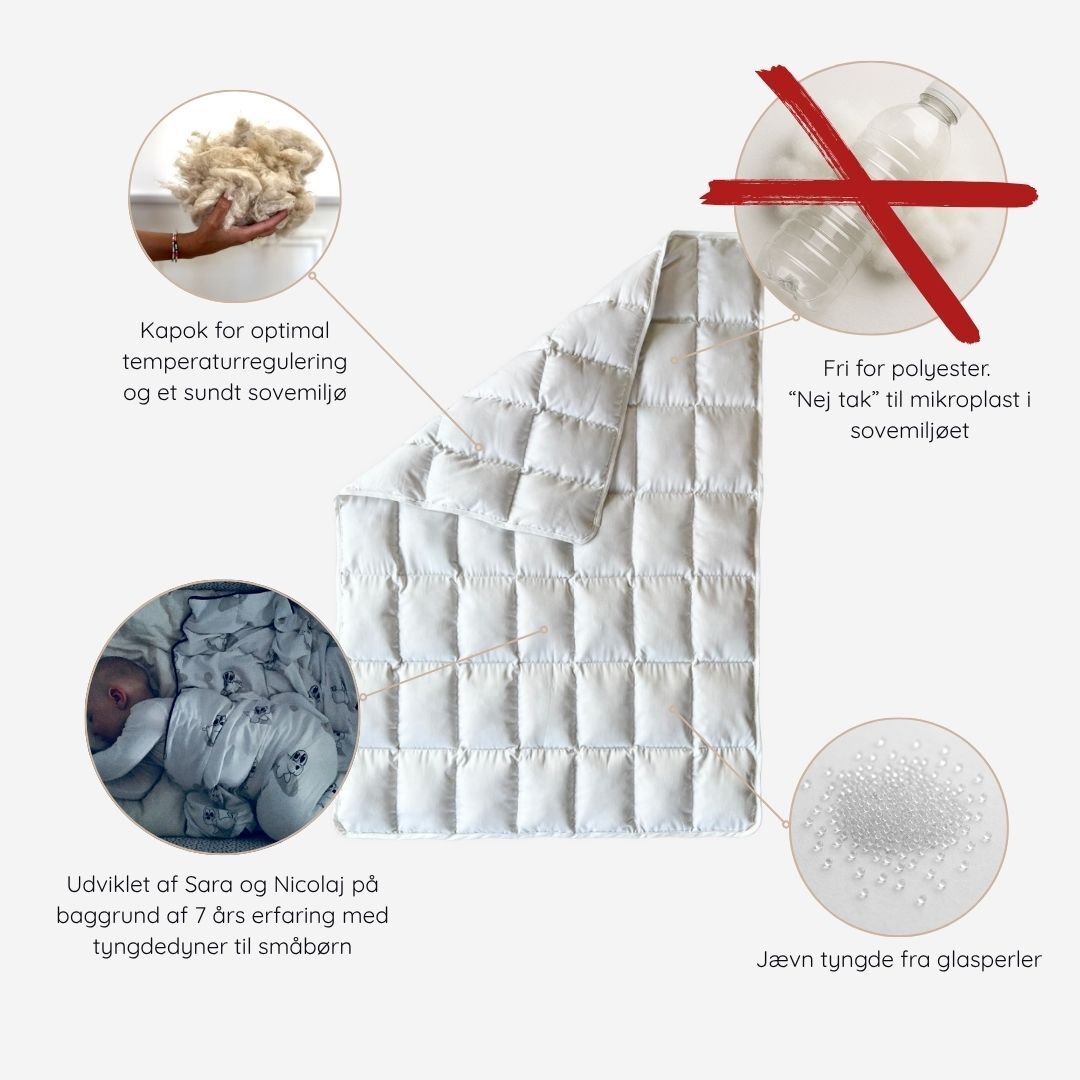 Kapok for optimal
temperaturregulering
og et sundt sovemiljø
Fri for polyester.
“Nej tak” til mikroplast i
sovemiljøet
Udviklet af Sara og Nicolaj på
baggrund af 7 års erfaring med
tyngdedyner til småbørn
Jævn tyngde fra glasperler